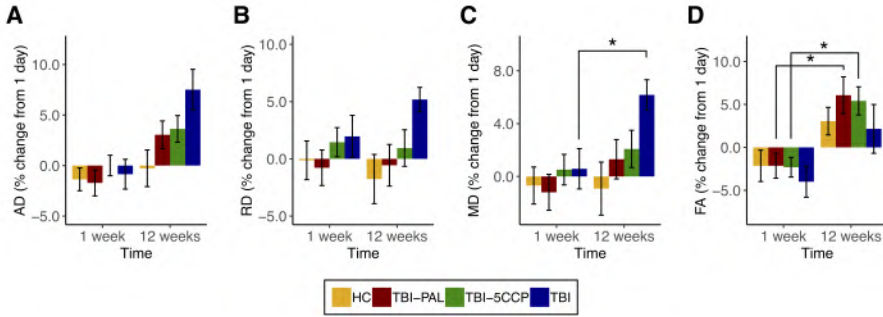 A
AD (% change from 1 day)
10.0
5.0
0.0
−5.0
1 week
12 weeks
Time
B
RD (% change from 1 day)
10.0
5.0
0.0
−5.0
1 week
12 weeks
Time
C
MD (% change from 1 day)
8.0
4.0
0.0
*
1 week
12 weeks
Time
D
FA (% change from 1 day)
10.0
5.0
0.0
−5.0
*
*
1 week
12 weeks
Time
HC TBI−PAL TBI−5CCP TBI